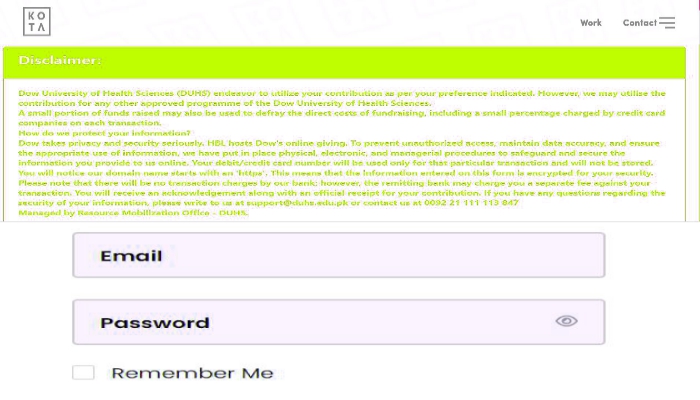 KO
TA
Work Contact
Disclaimer:
Dow University of Health Sciences (DUHS) endeavor to utilize your contribution as per your preference indicated. However, we may utilize the
contribution for any other approved programme of the Dow University of Health Sciences.
A small portion of funds raised may also be used to defray the direct costs of fundraising, including a small percentage charged by credit card
companies on each transaction.
How do we protect your information?
Dow takes privacy and security seriously. HBL hosts Dow's online giving. To prevent unauthorized access, maintain data accuracy, and ensure
the appropriate use of information, we have put in place physical, electronic, and managerial procedures to safeguard and secure the
information you provide to us online. Your debit/credit card number will be used only for that particular transaction and will not be stored.
You will notice our domain name starts with an 'https'. This means that the information entered on this form is encrypted for your security.
Please note that there will be no transaction charges by our bank; however, the remitting bank may charge you a separate fee against your
transaction. You will receive an acknowledgement along with an official receipt for your contribution. If you have any questions regarding the
security of your information, please write to us at support@duhs.edu.pk or contact us at 0092 21 111 113 847
Managed by Resource Mobilization Office - DUHS.
Email
Password
Remember Me